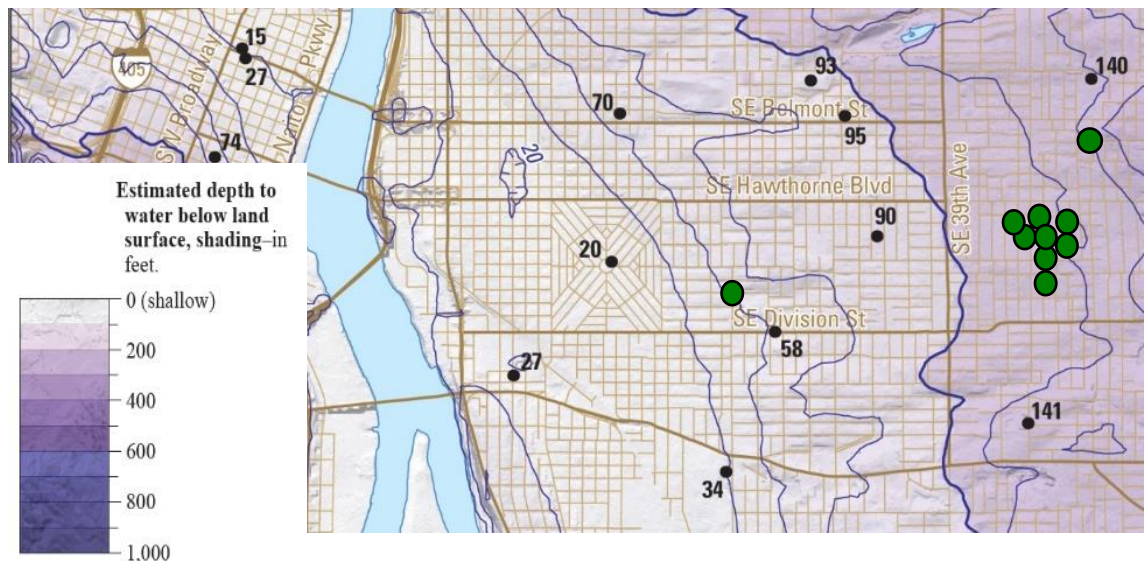 15
27
405
SW Broadway
Naito Pkwy
74
Estimated depth to
water below land
surface, shading–in
feet.
0 (shallow)
200
400
600
800
1,000
93
140
70
SE Belmont St
95
20
SE Hawthorne Blvd
SE 39th Ave
90
20
SE Division St
58
27
141
34